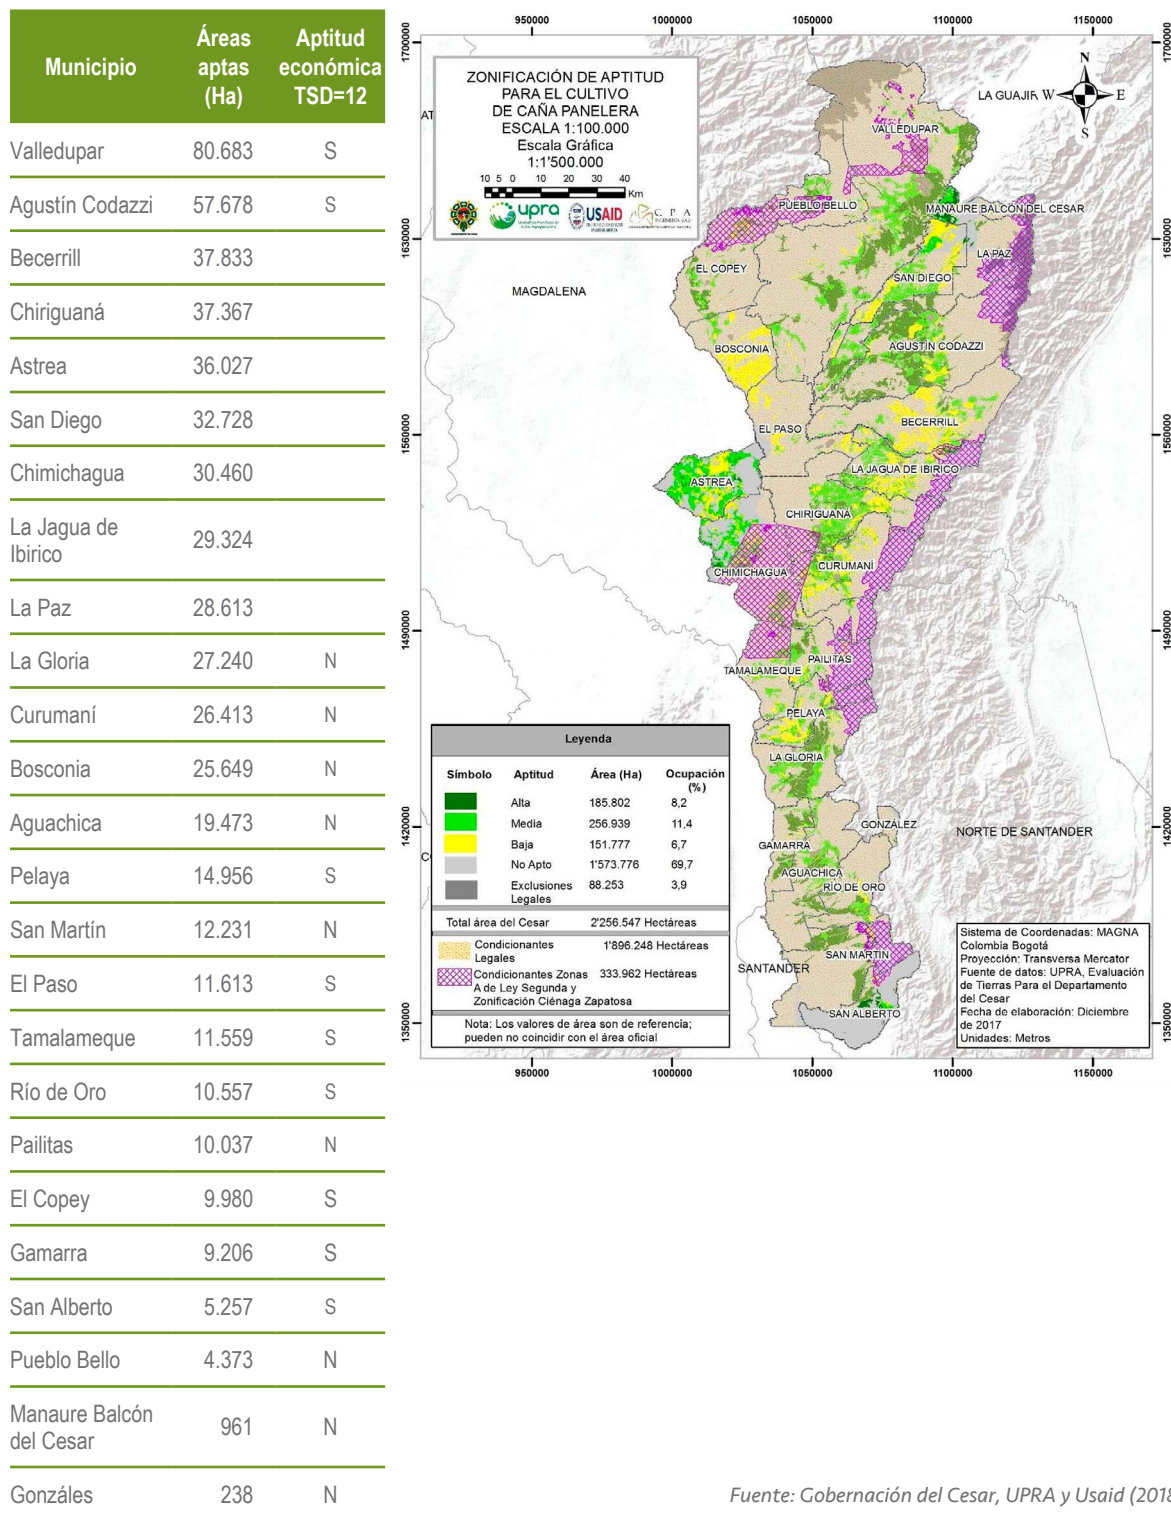 Municipio Áreas aptas (Ha) Aptitud económica TSD=12
Valledupar 80.683 S
Agustín Codazzi 57.678 S
Becerrill 37.833
Chiriguaná 37.367
Astrea 36.027
San Diego 32.728
Chimichagua 30.460
La Jagua de Ibirico 29.324
La Paz 28.613
La Gloria 27.240 N
Curumaní 26.413 N
Bosconia 25.649 N
Aguachica 19.473 N
Pelaya 14.956 S
San Martín 12.231 N
El Paso 11.613 S
Tamalameque 11.559 S
Río de Oro 10.557 S
Pailitas 10.037 N
El Copey 9.980 S
Gamarra 9.206 S
San Alberto 5.257 S
Pueblo Bello 4.373 N
Manaure Balcón del Cesar 961 N
Gonzáles 238 N
950000 1000000 1050000 1100000 1150000
1700000
1630000
1560000
1490000
1420000
1350000
ZONIFICACIÓN DE APTITUD
PARA EL CULTIVO
DE CAÑA PANELERA
ESCALA 1:100.000
Escala Gráfica
1:1'500.000
10 5 0 10 20 30 40
Km
upra
USAID
C P A
N
W E
S
LA GUAJIR
AT
VALLEDUPAR
PUEBLO BELLO
MANAURE BALCÓN DEL CESAR
LA PAZ
EL COPEY
SAN DIEGO
MAGDALENA
BOSCONIA
AGUSTÍN CODAZZI
EL PASO
BECERRILL
LA JAGUA DE IBIRICO
ASTREA
CHIRIGUANÁ
CHIMICHAGUA
CURUMANÍ
PAILITAS
TAMALAMEQUE
PELAYA
LA GLORIA
GONZÁLEZ
NORTE DE SANTANDER
GAMARRA
AGUACHICA
RÍO DE ORO
SAN MARTÍN
SANTANDER
SAN ALBERTO
Leyenda
Símbolo Aptitud Área (Ha) Ocupación (%)
Alta 185.802 8,2
Media 256.939 11,4
Baja 151.777 6,7
No Apto 1'573.776 69,7
Exclusiones Legales 88.253 3,9
Total área del Cesar 2'256.547 Hectáreas
Condicionantes Legales 1'896.248 Hectáreas
Condicionantes Zonas 333.962 Hectáreas
A de Ley Segunda y
Zonificación Ciénaga Zapatosa
Nota: Los valores de área son de referencia;
pueden no coincidir con el área oficial
Sistema de Coordenadas: MAGNA
Colombia Bogotá
Proyección: Transversa Mercator
Fuente de datos: UPRA, Evaluación
de Tierras Para el Departamento
del Cesar
Fecha de elaboración: Diciembre
de 2017
Unidades: Metros
950000 1000000 1050000 1100000 1150000
1700000
1630000
1560000
1490000
1420000
1350000
Fuente: Gobernación del Cesar, UPRA y Usaid (2018